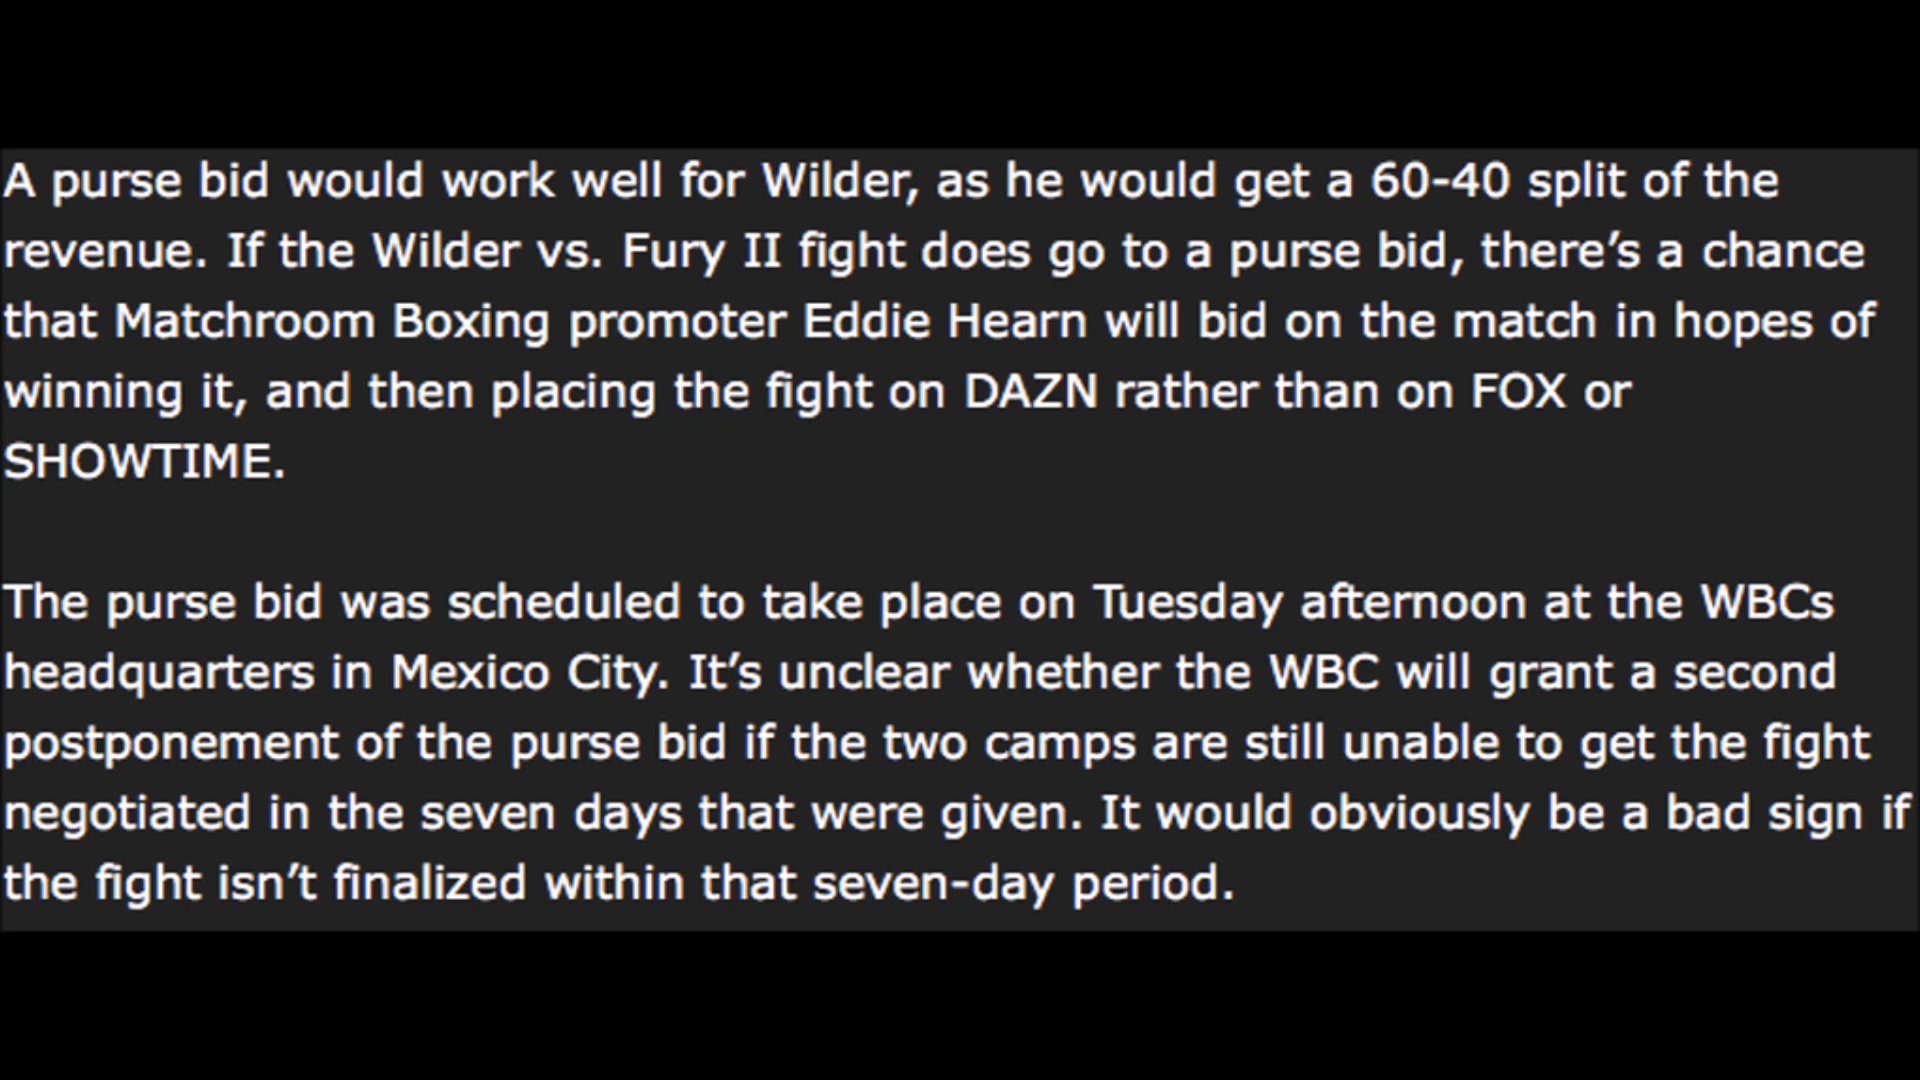 A purse bid would work well for Wilder, as he would get a 60-40 split of the
revenue. If the Wilder vs. Fury II fight does go to a purse bid, there’s a chance
that Matchroom Boxing promoter Eddie Hearn will bid on the match in hopes of
winning it, and then placing the fight on DAZN rather than on FOX or
SHOWTIME.
The purse bid was scheduled to take place on Tuesday afternoon at the WBCs
headquarters in Mexico City. It’s unclear whether the WBC will grant a second
postponement of the purse bid if the two camps are still unable to get the fight
negotiated in the seven days that were given. It would obviously be a bad sign if
the fight isn’t finalized within that seven-day period.